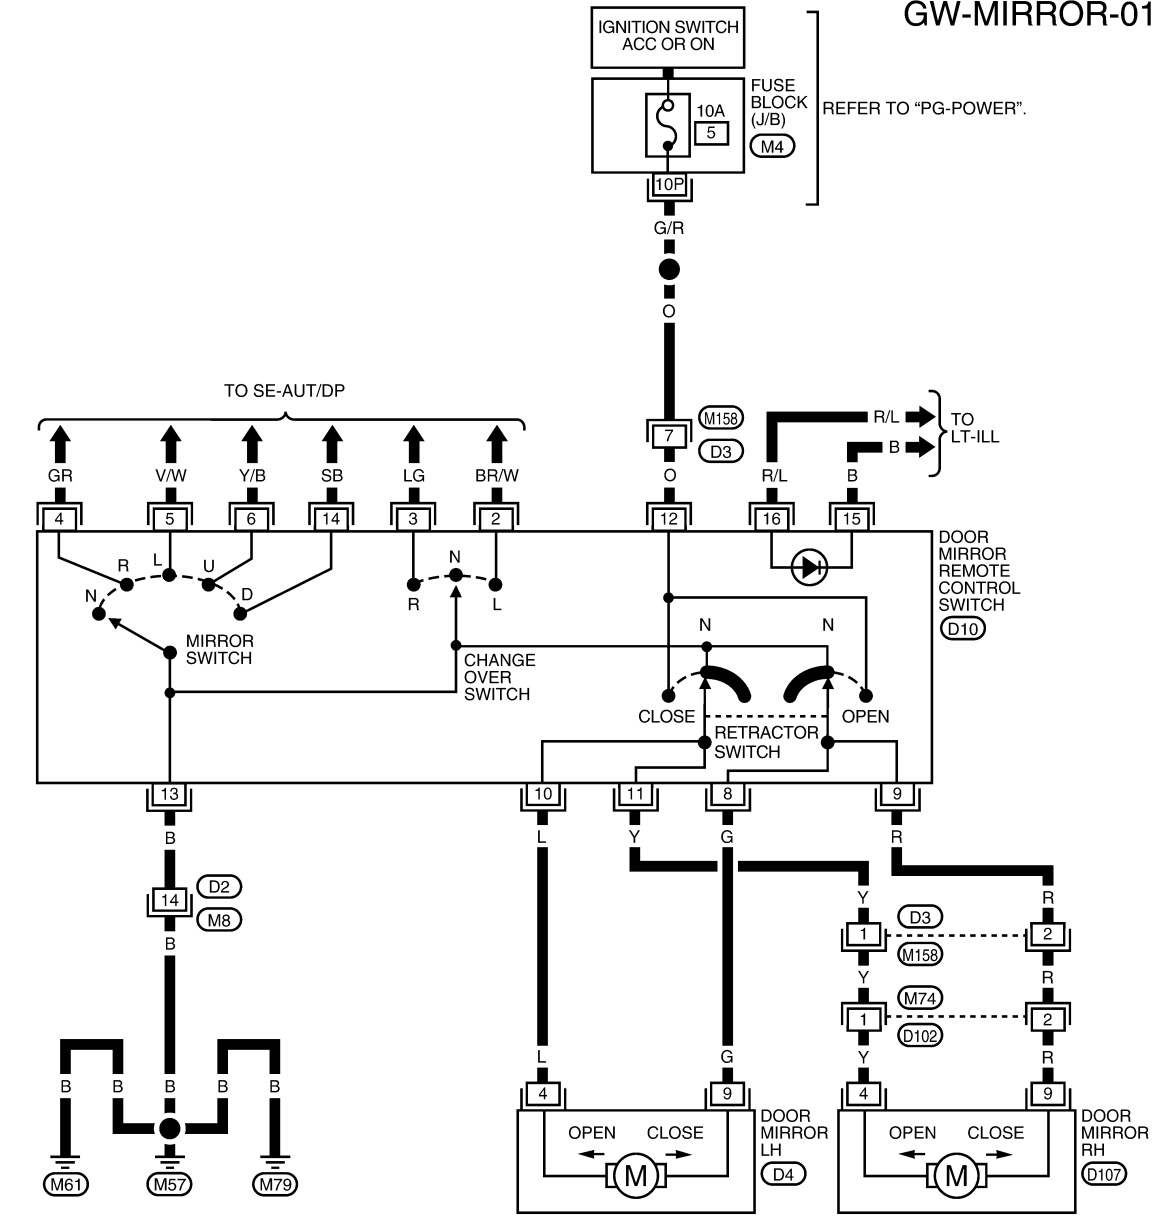 GW-MIRROR-01
IGNITION SWITCH
ACC OR ON
FUSE
BLOCK
(J/B)
M4
10A
5
REFER TO “PG-POWER”.
10P
G/R
O
TO SE-AUT/DP
M158
7
D3
R/L
B
TO
LT-ILL
GR
V/W
Y/B
SB
LG
BR/W
O
R/L
B
4
5
6
14
3
2
12
16
15
DOOR
MIRROR
REMOTE
CONTROL
SWITCH
D10
N
R
L
U
D
MIRROR
SWITCH
N
R
L
CHANGE
OVER
SWITCH
N
N
CLOSE
OPEN
RETRACTOR
SWITCH
13
10
11
8
9
B
L
Y
G
R
14
D2
M8
B
Y
R
D3
1
2
M158
Y
R
M74
1
2
D102
B
B
B
B
B
L
G
Y
R
4
9
4
9
DOOR
MIRROR
LH
D4
OPEN
CLOSE
M
DOOR
MIRROR
RH
D107
OPEN
CLOSE
M
M61
M57
M79